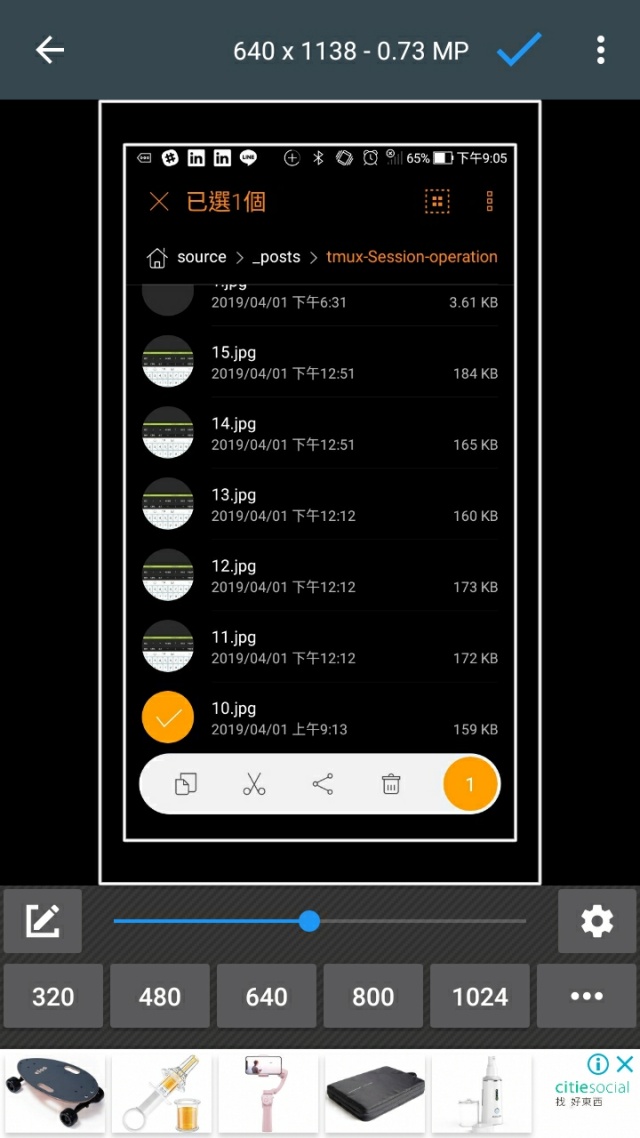 640 x 1138 - 0.73 MP
65% 下午9:05
已選1個
source > _posts > tmux-Session-operation
2019/04/01 下午6:31 3.61 KB
15.jpg
2019/04/01 下午12:51 184 KB
14.jpg
2019/04/01 下午12:51 165 KB
13.jpg
2019/04/01 下午12:12 160 KB
12.jpg
2019/04/01 下午12:12 173 KB
11.jpg
2019/04/01 下午12:12 172 KB
10.jpg
2019/04/01 上午9:13 159 KB
1
320 480 640 800 1024
citiesocial
找 好東西